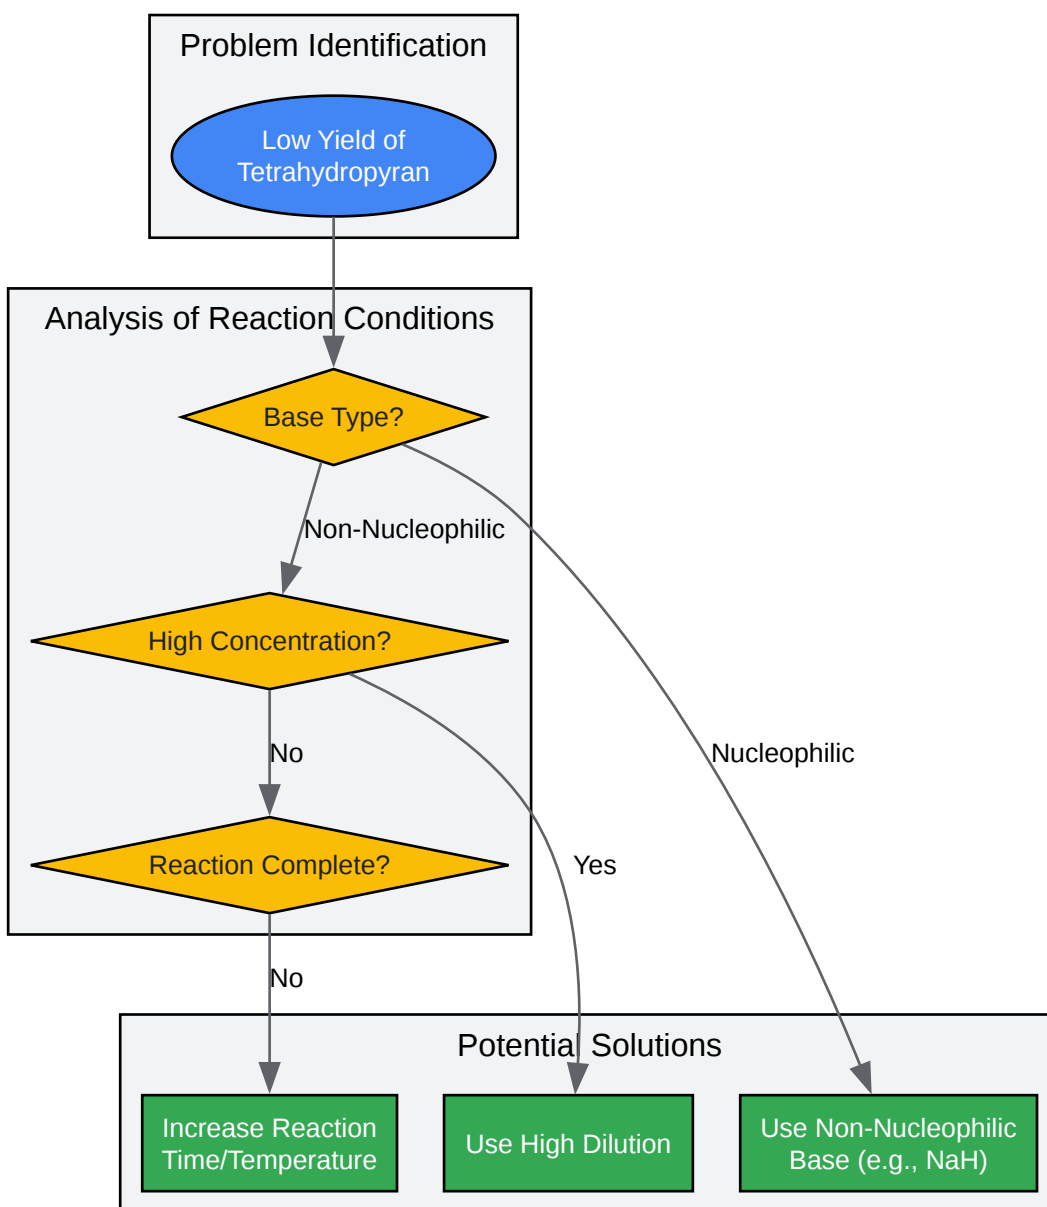 Problem Identification
Low Yield of
Tetrahydropyran
Analysis of Reaction Conditions
Base Type?
Non-Nucleophilic
High Concentration?
No
Nucleophilic
Reaction Complete?
Yes
No
Potential Solutions
Increase Reaction
Time/Temperature
Use High Dilution
Use Non-Nucleophilic
Base (e.g., NaH)